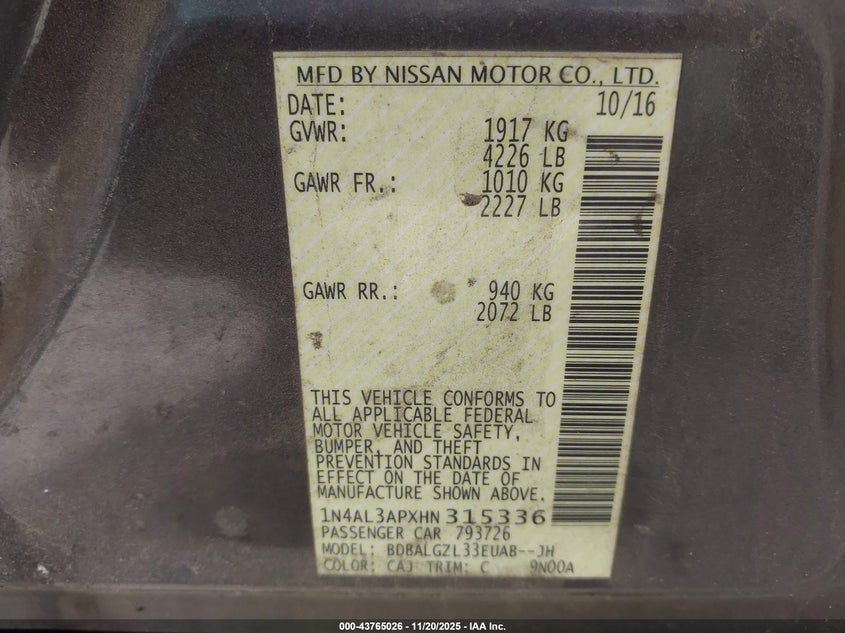 MFD BY NISSAN MOTOR CO., LTD.
DATE: 10/16
GVWR: 1917 KG
4226 LB
GAWR FR.: 1010 KG
2227 LB
GAWR RR.: 940 KG
2072 LB
THIS VEHICLE CONFORMS TO
ALL APPLICABLE FEDERAL
MOTOR VEHICLE SAFETY,
BUMPER, AND THEFT
PREVENTION STANDARDS IN
EFFECT ON THE DATE OF
MANUFACTURE SHOWN ABOVE.
1N4AL3APXHN 315336
PASSENGER CAR 793726
MODEL: BDBALGZL33EUAB--JH
COLOR: CAJ TRIM: C 9N00A
000-43765026 - 11/20/2025 - IAA Inc.